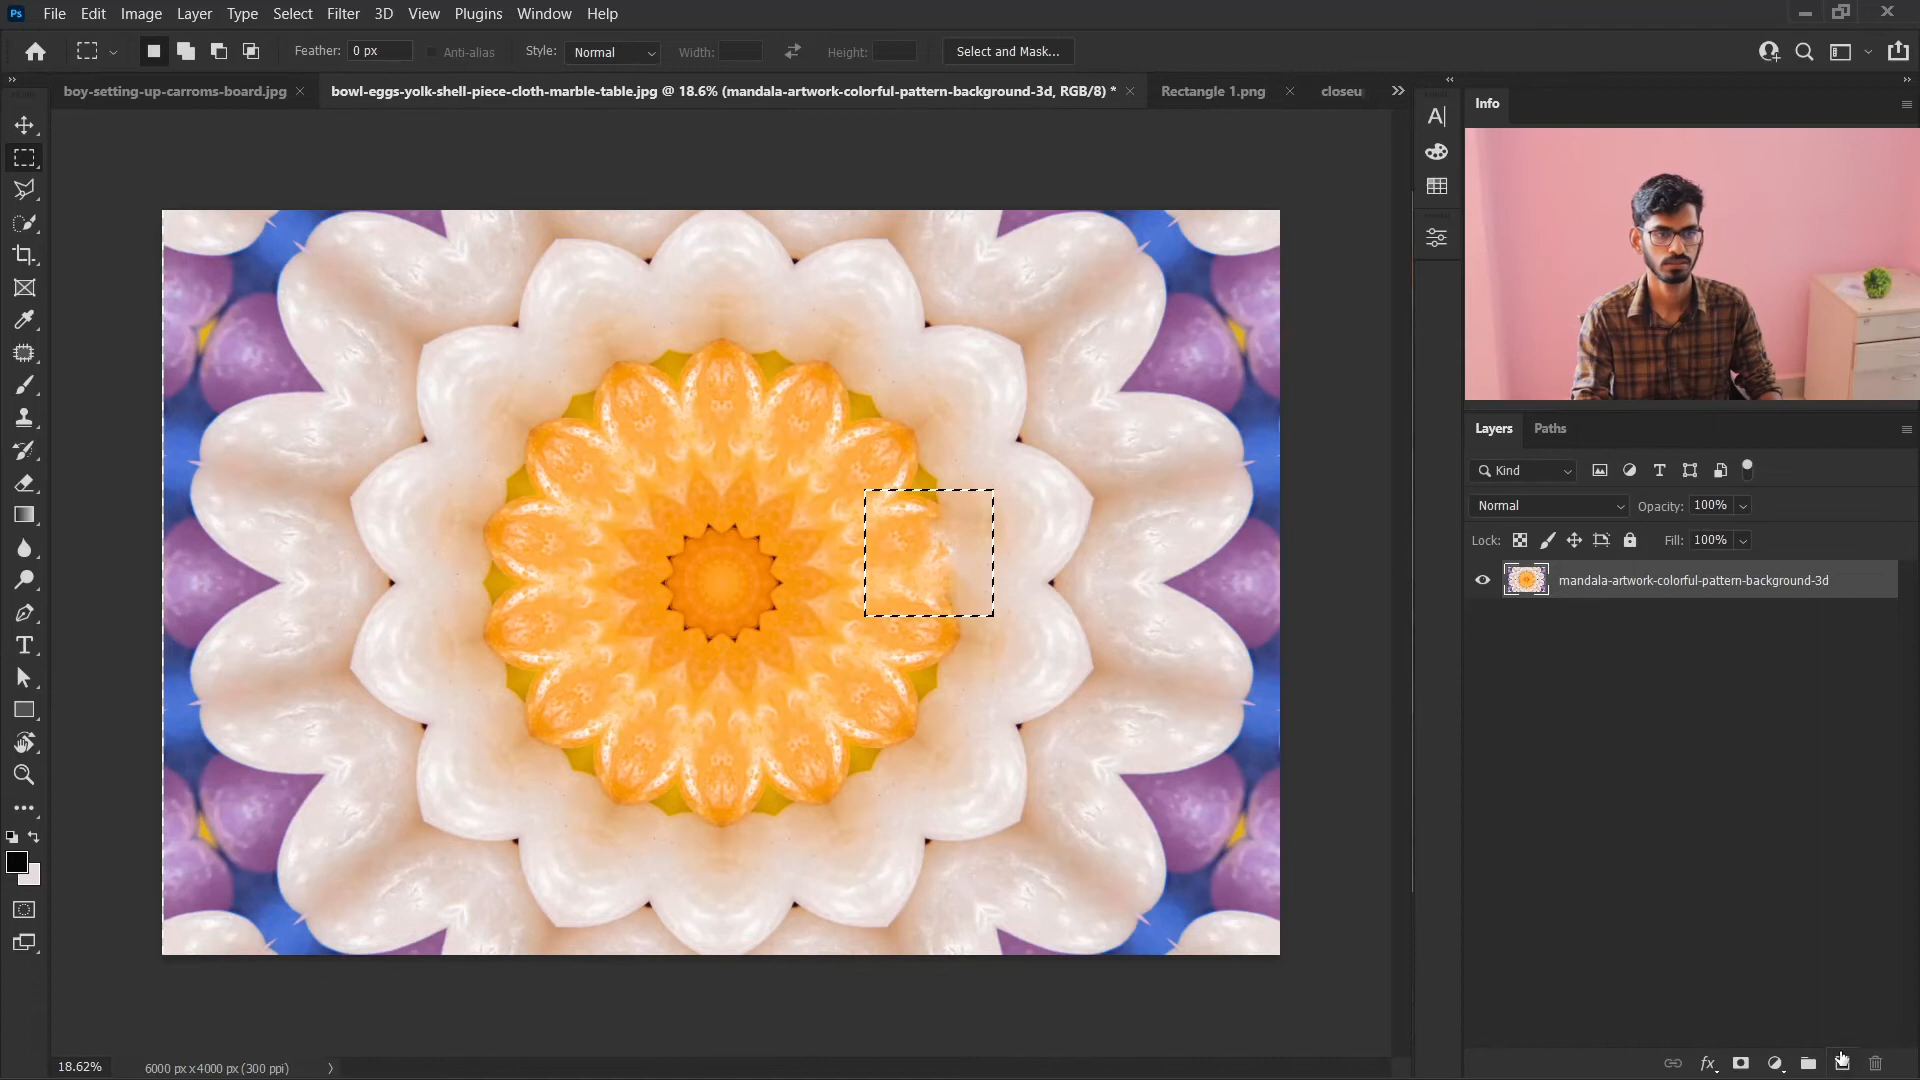 Ps File Edit Image Layer Type Select Filter 3D View Plugins Window Help
Feather: 0 px Anti-alias Style: Normal Width: Height: Select and Mask...
boy-setting-up-carroms-board.jpg × bowl-eggs-yolk-shell-piece-cloth-marble-table.jpg @ 18.6% (mandala-artwork-colorful-pattern-background-3d, RGB/8) * × Rectangle 1.png × closeu
Info
Layers Paths
Kind
Normal Opacity: 100%
Lock: Fill: 100%
mandala-artwork-colorful-pattern-background-3d
18.62% 6000 px x 4000 px (300 ppi)
fx